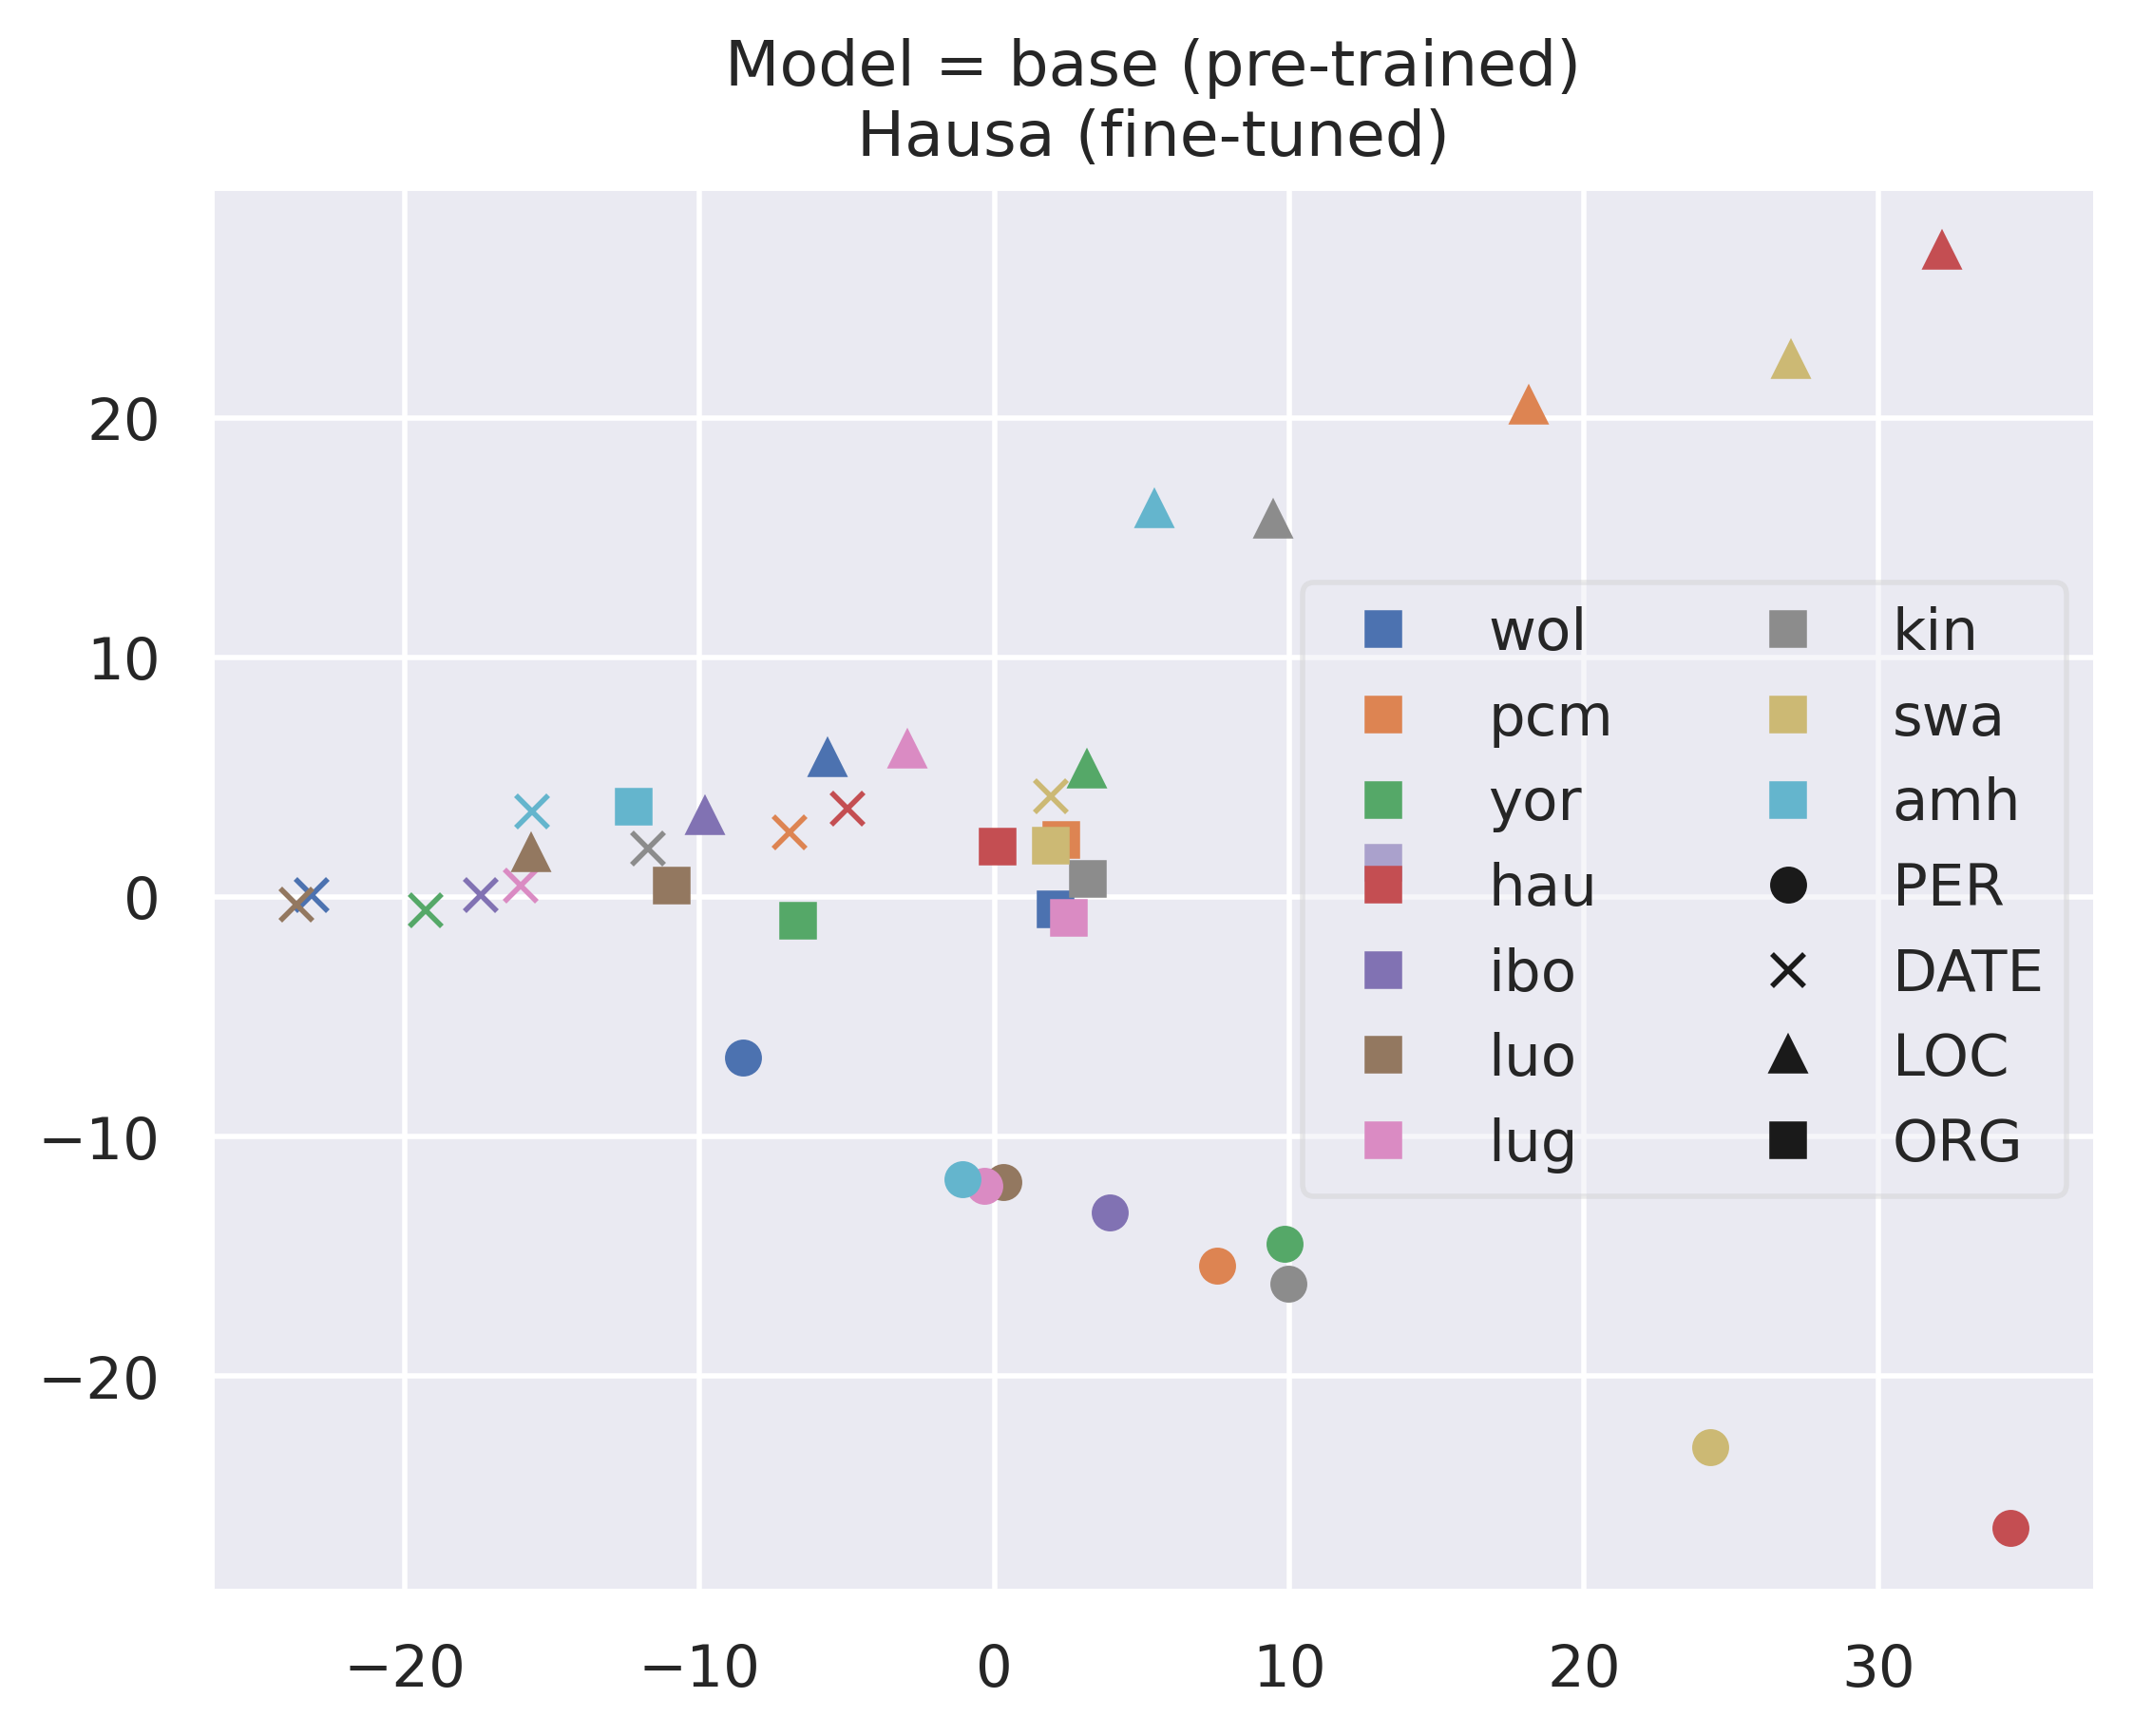 Model = base (pre-trained)
Hausa (fine-tuned)
20
10
0
−10
−20
wol
pcm
yor
hau
ibo
luo
lug
kin
swa
amh
PER
DATE
LOC
ORG
−20
−10
0
10
20
30